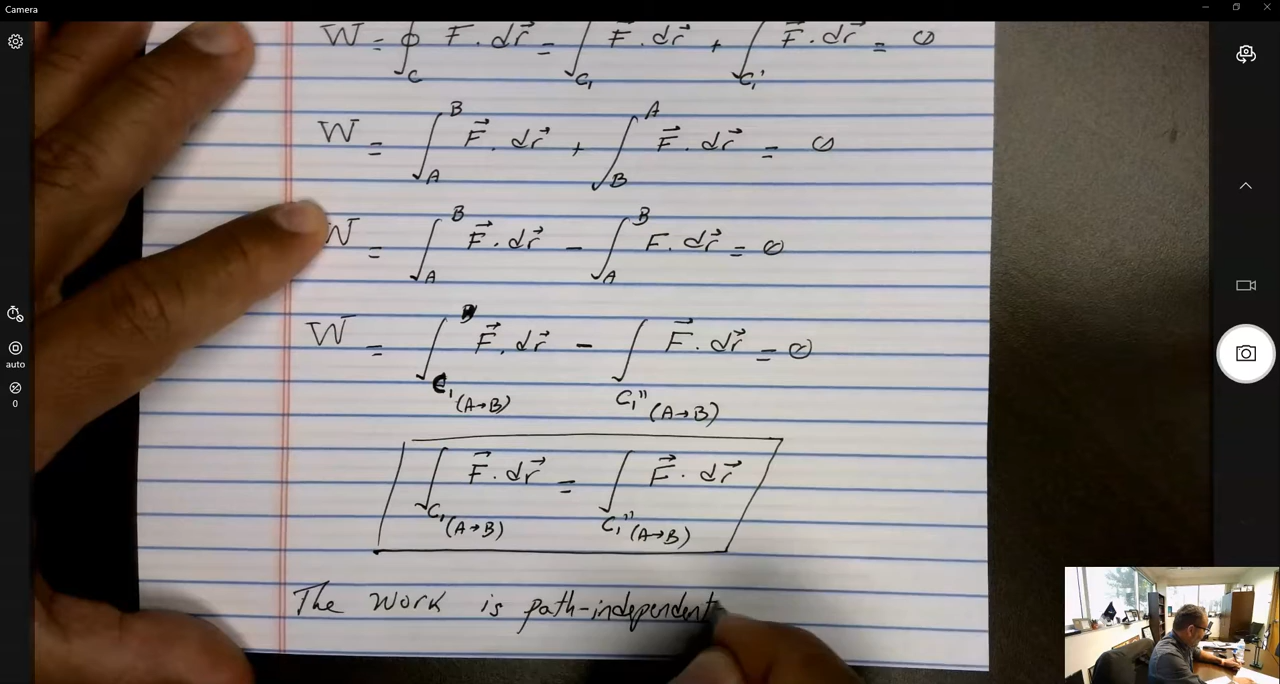 Camera
W = ∮_C F · dr⃗ = ∫_{C₁} F⃗ · dr⃗ + ∫_{C₁'} F⃗ · dr⃗ = 0
W = ∫_A^B F⃗ · dr⃗ + ∫_B^A F⃗ · dr⃗ = 0
W = ∫_A^B F⃗ · dr⃗ − ∫_A^B F · dr⃗ = 0
W = ∫_{C₁ (A→B)} F⃗ · dr⃗ − ∫_{C₁'' (A→B)} F⃗ · dr⃗ = 0
∫_{C₁ (A→B)} F⃗ · dr⃗ = ∫_{C₁'' (A→B)} F⃗ · dr⃗
The work is path-independent
auto
0